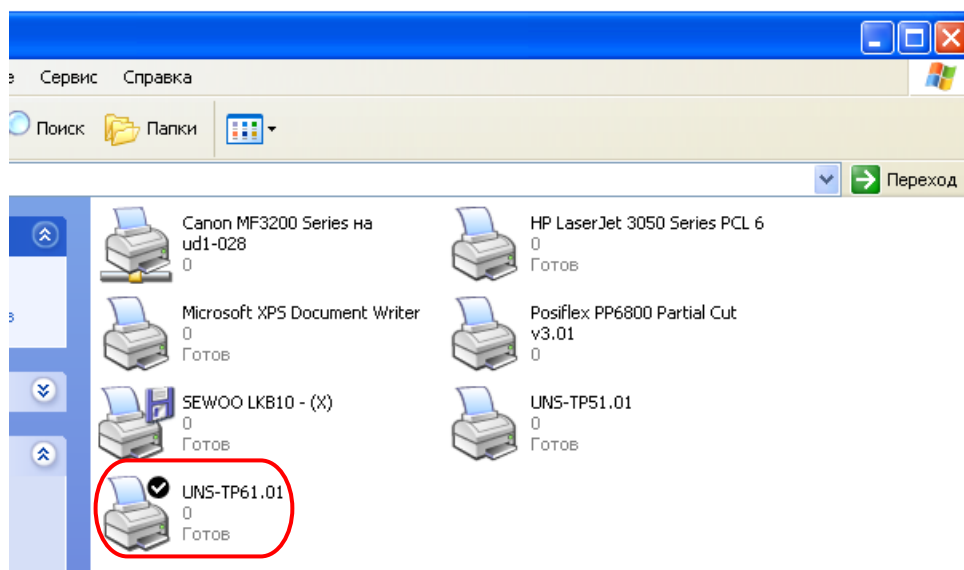 е Сервис Справка
Поиск Папки
Переход
Canon MF3200 Series на
ud1-028
0
HP LaserJet 3050 Series PCL 6
0
Готов
Microsoft XPS Document Writer
0
Готов
Posiflex PP6800 Partial Cut
v3.01
0
SEWOO LKB10 - (X)
0
Готов
UNS-TP51.01
0
Готов
UNS-TP61.01
0
Готов